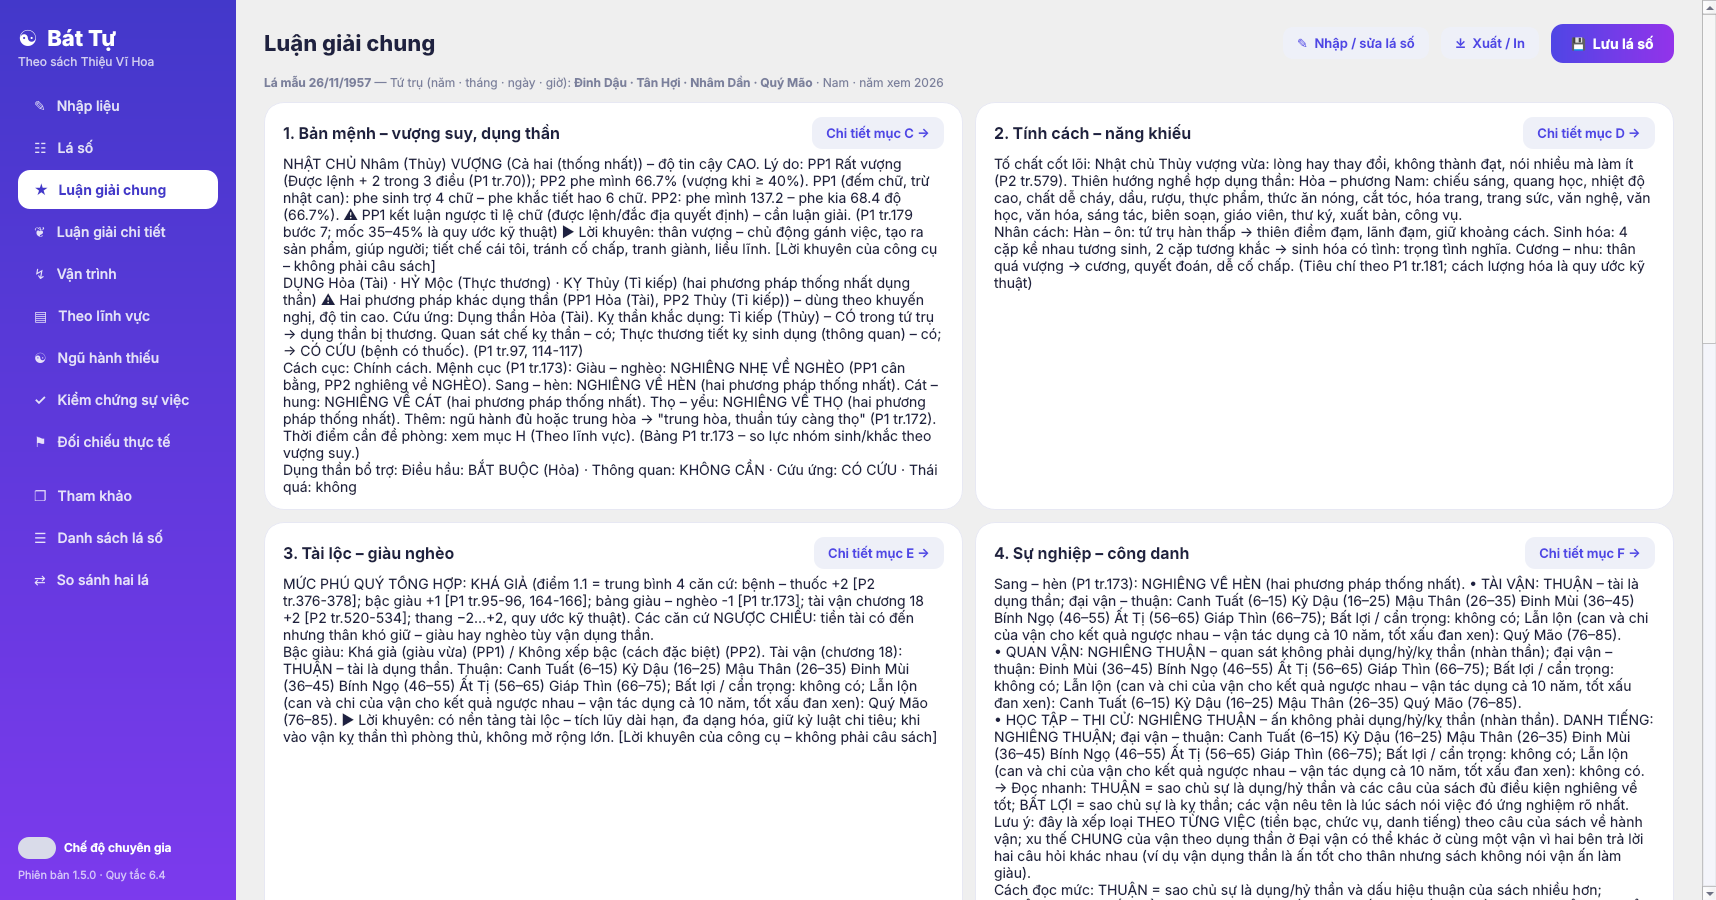 ☯ Bát Tự
Theo sách Thiệu Vĩ Hoa
✎ Nhập liệu
☷ Lá số
★ Luận giải chung
❦ Luận giải chi tiết
↯ Vận trình
▤ Theo lĩnh vực
☯ Ngũ hành thiếu
✓ Kiểm chứng sự việc
⚑ Đối chiếu thực tế
❐ Tham khảo
☰ Danh sách lá số
⇄ So sánh hai lá
Chế độ chuyên gia
Phiên bản 1.5.0 · Quy tắc 6.4
Luận giải chung
✎ Nhập / sửa lá số
Xuất / In
💾 Lưu lá số
Lá mẫu 26/11/1957 — Tứ trụ (năm · tháng · ngày · giờ): Đinh Dậu · Tân Hợi · Nhâm Dần · Quý Mão · Nam · năm xem 2026
1. Bản mệnh – vượng suy, dụng thần
Chi tiết mục C →
NHẬT CHỦ Nhâm (Thủy) VƯỢNG (Cả hai (thống nhất)) – độ tin cậy CAO. Lý do: PP1 Rất vượng
(Được lệnh + 2 trong 3 điều (P1 tr.70)); PP2 phe mình 66.7% (vượng khi ≥ 40%). PP1 (đếm chữ, trừ
nhật can): phe sinh trợ 4 chữ – phe khắc tiết hao 6 chữ. PP2: phe mình 137.2 – phe kia 68.4 độ
(66.7%). ⚠ PP1 kết luận ngược tỉ lệ chữ (được lệnh/đắc địa quyết định) – cần luận giải. (P1 tr.179
bước 7; mốc 35–45% là quy ước kỹ thuật) ▶ Lời khuyên: thân vượng – chủ động gánh việc, tạo ra
sản phẩm, giúp người; tiết chế cái tôi, tránh cố chấp, tranh giành, liều lĩnh. [Lời khuyên của công cụ
– không phải câu sách]
DỤNG Hỏa (Tài) · HỶ Mộc (Thực thương) · KỴ Thủy (Tỉ kiếp) (hai phương pháp thống nhất dụng
thần) ⚠ Hai phương pháp khác dụng thần (PP1 Hỏa (Tài), PP2 Thủy (Tỉ kiếp)) – dùng theo khuyến
nghị, độ tin cao. Cứu ứng: Dụng thần Hỏa (Tài). Kỵ thần khắc dụng: Tỉ kiếp (Thủy) – CÓ trong tứ trụ
→ dụng thần bị thương. Quan sát chế kỵ thần – có; Thực thương tiết kỵ sinh dụng (thông quan) – có;
→ CÓ CỨU (bệnh có thuốc). (P1 tr.97, 114-117)
Cách cục: Chính cách. Mệnh cục (P1 tr.173): Giàu – nghèo: NGHIÊNG NHẸ VỀ NGHÈO (PP1 cân
bằng, PP2 nghiêng về NGHÈO). Sang – hèn: NGHIÊNG VỀ HÈN (hai phương pháp thống nhất). Cát –
hung: NGHIÊNG VỀ CÁT (hai phương pháp thống nhất). Thọ – yểu: NGHIÊNG VỀ THỌ (hai phương
pháp thống nhất). Thêm: ngũ hành đủ hoặc trung hòa → "trung hòa, thuần túy càng thọ" (P1 tr.172).
Thời điểm cần đề phòng: xem mục H (Theo lĩnh vực). (Bảng P1 tr.173 – so lực nhóm sinh/khắc theo
vượng suy.)
Dụng thần bổ trợ: Điều hầu: BẮT BUỘC (Hỏa) · Thông quan: KHÔNG CẦN · Cứu ứng: CÓ CỨU · Thái
quá: không
2. Tính cách – năng khiếu
Chi tiết mục D →
Tố chất cốt lõi: Nhật chủ Thủy vượng vừa: lòng hay thay đổi, không thành đạt, nói nhiều mà làm ít
(P2 tr.579). Thiên hướng nghề hợp dụng thần: Hỏa – phương Nam: chiếu sáng, quang học, nhiệt độ
cao, chất dễ cháy, dầu, rượu, thực phẩm, thức ăn nóng, cắt tóc, hóa trang, trang sức, văn nghệ, văn
học, văn hóa, sáng tác, biên soạn, giáo viên, thư ký, xuất bản, công vụ.
Nhân cách: Hàn – ôn: tứ trụ hàn thấp → thiên điềm đạm, lãnh đạm, giữ khoảng cách. Sinh hóa: 4
cặp kề nhau tương sinh, 2 cặp tương khắc → sinh hóa có tình: trọng tình nghĩa. Cương – nhu: thân
quá vượng → cương, quyết đoán, dễ cố chấp. (Tiêu chí theo P1 tr.181; cách lượng hóa là quy ước kỹ
thuật)
3. Tài lộc – giàu nghèo
Chi tiết mục E →
MỨC PHÚ QUÝ TỔNG HỢP: KHÁ GIẢ (điểm 1.1 = trung bình 4 căn cứ: bệnh – thuốc +2 [P2
tr.376-378]; bậc giàu +1 [P1 tr.95-96, 164-166]; bảng giàu – nghèo -1 [P1 tr.173]; tài vận chương 18
+2 [P2 tr.520-534]; thang −2…+2, quy ước kỹ thuật). Các căn cứ NGƯỢC CHIỀU: tiền tài có đến
nhưng thân khó giữ – giàu hay nghèo tùy vận dụng thần.
Bậc giàu: Khá giả (giàu vừa) (PP1) / Không xếp bậc (cách đặc biệt) (PP2). Tài vận (chương 18):
THUẬN – tài là dụng thần. Thuận: Canh Tuất (6–15) Kỷ Dậu (16–25) Mậu Thân (26–35) Đinh Mùi
(36–45) Bính Ngọ (46–55) Ất Tị (56–65) Giáp Thìn (66–75); Bất lợi / cẩn trọng: không có; Lẫn lộn
(can và chi của vận cho kết quả ngược nhau – vận tác dụng cả 10 năm, tốt xấu đan xen): Quý Mão
(76–85). ▶ Lời khuyên: có nền tảng tài lộc – tích lũy dài hạn, đa dạng hóa, giữ kỷ luật chi tiêu; khi
vào vận kỵ thần thì phòng thủ, không mở rộng lớn. [Lời khuyên của công cụ – không phải câu sách]
4. Sự nghiệp – công danh
Chi tiết mục F →
Sang – hèn (P1 tr.173): NGHIÊNG VỀ HÈN (hai phương pháp thống nhất). • TÀI VẬN: THUẬN – tài là
dụng thần; đại vận – thuận: Canh Tuất (6–15) Kỷ Dậu (16–25) Mậu Thân (26–35) Đinh Mùi (36–45)
Bính Ngọ (46–55) Ất Tị (56–65) Giáp Thìn (66–75); Bất lợi / cẩn trọng: không có; Lẫn lộn (can và chi
của vận cho kết quả ngược nhau – vận tác dụng cả 10 năm, tốt xấu đan xen): Quý Mão (76–85).
• QUAN VẬN: NGHIÊNG THUẬN – quan sát không phải dụng/hỷ/kỵ thần (nhàn thần); đại vận –
thuận: Đinh Mùi (36–45) Bính Ngọ (46–55) Ất Tị (56–65) Giáp Thìn (66–75); Bất lợi / cẩn trọng:
không có; Lẫn lộn (can và chi của vận cho kết quả ngược nhau – vận tác dụng cả 10 năm, tốt xấu
đan xen): Canh Tuất (6–15) Kỷ Dậu (16–25) Mậu Thân (26–35) Quý Mão (76–85).
• HỌC TẬP – THI CỬ: NGHIÊNG THUẬN – ấn không phải dụng/hỷ/kỵ thần (nhàn thần). DANH TIẾNG:
NGHIÊNG THUẬN; đại vận – thuận: Canh Tuất (6–15) Kỷ Dậu (16–25) Mậu Thân (26–35) Đinh Mùi
(36–45) Bính Ngọ (46–55) Ất Tị (56–65) Giáp Thìn (66–75); Bất lợi / cẩn trọng: không có; Lẫn lộn
(can và chi của vận cho kết quả ngược nhau – vận tác dụng cả 10 năm, tốt xấu đan xen): không có.
→ Đọc nhanh: THUẬN = sao chủ sự là dụng/hỷ thần và các câu của sách đủ điều kiện nghiêng về
tốt; BẤT LỢI = sao chủ sự là kỵ thần; các vận nêu tên là lúc sách nói việc đó ứng nghiệm rõ nhất.
Lưu ý: đây là xếp loại THEO TỪNG VIỆC (tiền bạc, chức vụ, danh tiếng) theo câu của sách về hành
vận; xu thế CHUNG của vận theo dụng thần ở Đại vận có thể khác ở cùng một vận vì hai bên trả lời
hai câu hỏi khác nhau (ví dụ vận dụng thần là ấn tốt cho thân nhưng sách không nói vận ấn làm
giàu).
Cách đọc mức: THUẬN = sao chủ sự là dụng/hỷ thần và dấu hiệu thuận của sách nhiều hơn;